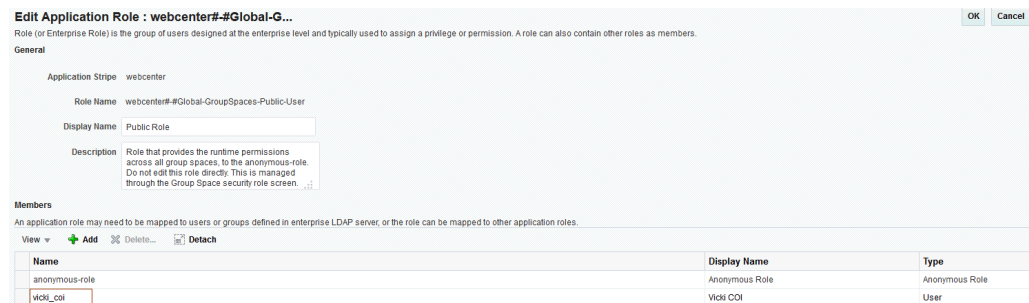 Edit Application Role : webcenter#-#Global-G...
OK Cancel
Role (or Enterprise Role) is the group of users designed at the enterprise level and typically used to assign a privilege or permission. A role can also contain other roles as members.
General
Application Stripe webcenter
Role Name webcenter#-#Global-GroupSpaces-Public-User
Display Name Public Role
Description Role that provides the runtime permissions
across all group spaces, to the anonymous-role.
Do not edit this role directly. This is managed
through the Group Space security role screen.
Members
An application role may need to be mapped to users or groups defined in enterprise LDAP server, or the role can be mapped to other application roles.
View Add Delete... Detach
Name Display Name Type
anonymous-role Anonymous Role Anonymous Role
vicki_coi Vicki COI User